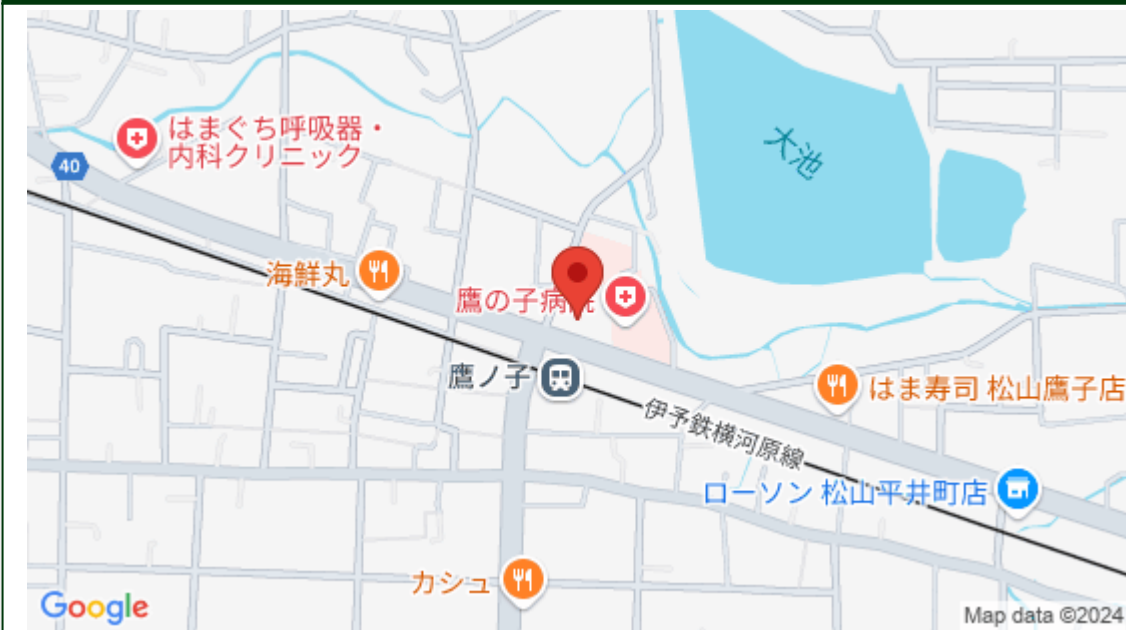 はまぐち呼吸器・
内科クリニック
40
大池
海鮮丸
鷹の子病院
鷹ノ子
はま寿司 松山鷹子店
伊予鉄横河原線
ローソン 松山平井町店
カシュ
Google
Map data ©2024